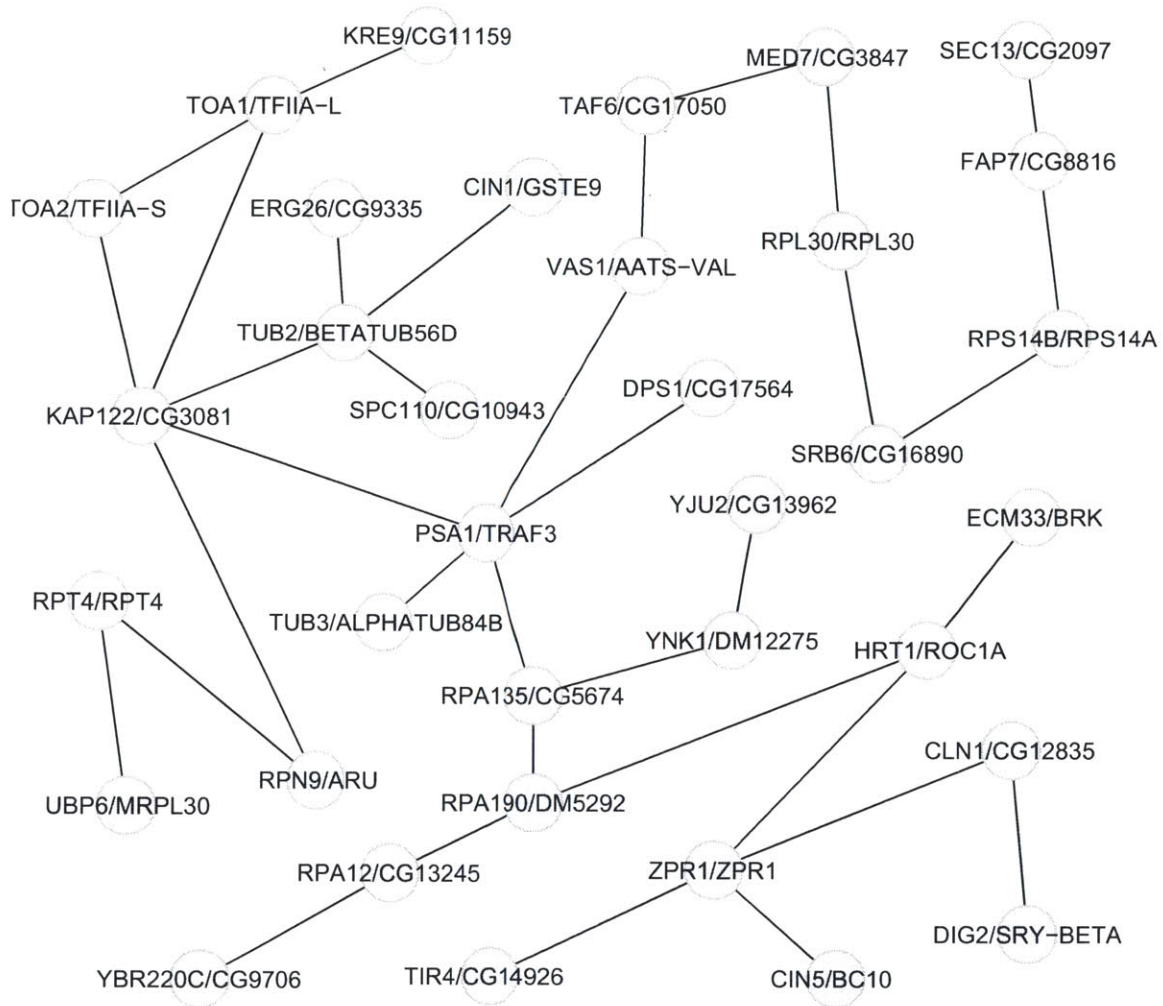 KRE9/CG11159
MED7/CG3847
SEC13/CG2097
TOA1/TFIIA-L
TAF6/CG17050
FAP7/CG8816
TOA2/TFIIA-S
ERG26/CG9335
CIN1/GSTE9
RPL30/RPL30
VAS1/AATS-VAL
TUB2/BETATUB56D
RPS14B/RPS14A
DPS1/CG17564
KAP122/CG3081
SPC110/CG10943
SRB6/CG16890
YJU2/CG13962
ECM33/BRK
PSA1/TRAF3
RPT4/RPT4
TUB3/ALPHATUB84B
YNK1/DM12275
HRT1/ROC1A
RPA135/CG5674
CLN1/CG12835
RPN9/ARU
UBP6/MRPL30
RPA190/DM5292
RPA12/CG13245
ZPR1/ZPR1
DIG2/SRY-BETA
YBR220C/CG9706
TIR4/CG14926
CIN5/BC10